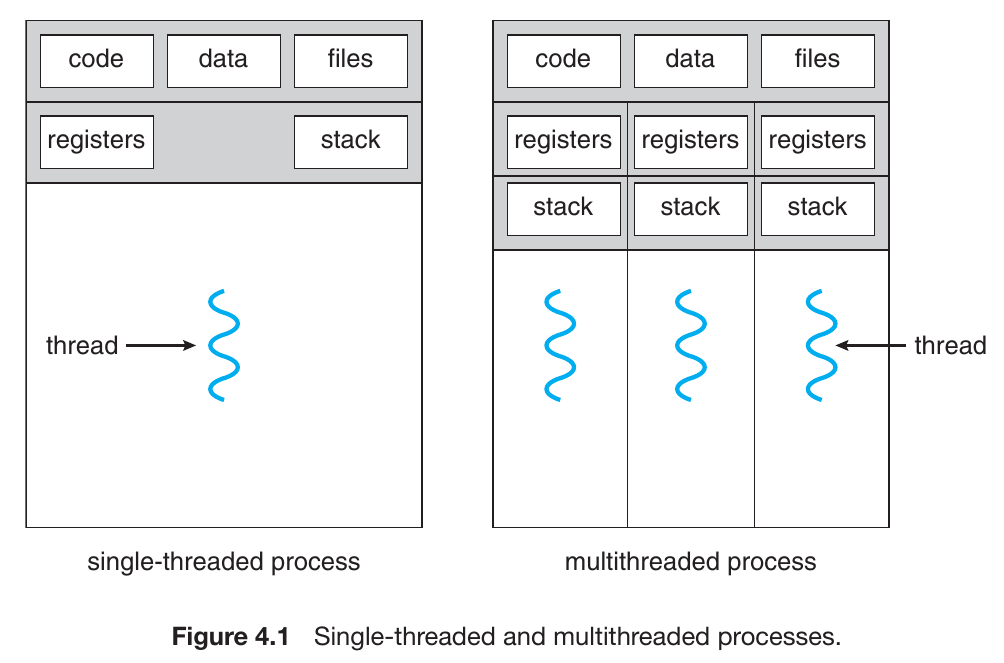 code data files code data files
registers stack registers registers registers
stack stack stack
thread thread
single-threaded process multithreaded process
Figure 4.1 Single-threaded and multithreaded processes.